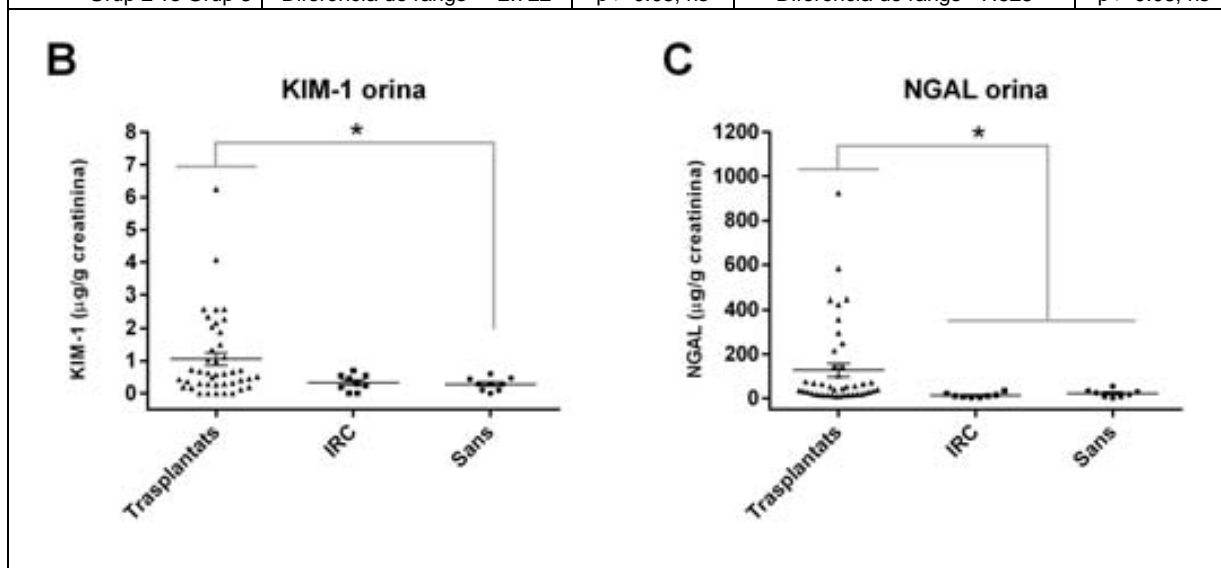 B
KIM-1 orina
*
KIM-1 (µg/g creatinina)
8
7
6
5
4
3
2
1
0
Trasplantats
IRC
Sans
C
NGAL orina
*
NGAL (µg/g creatinina)
1200
1000
800
600
400
200
0
Trasplantats
IRC
Sans